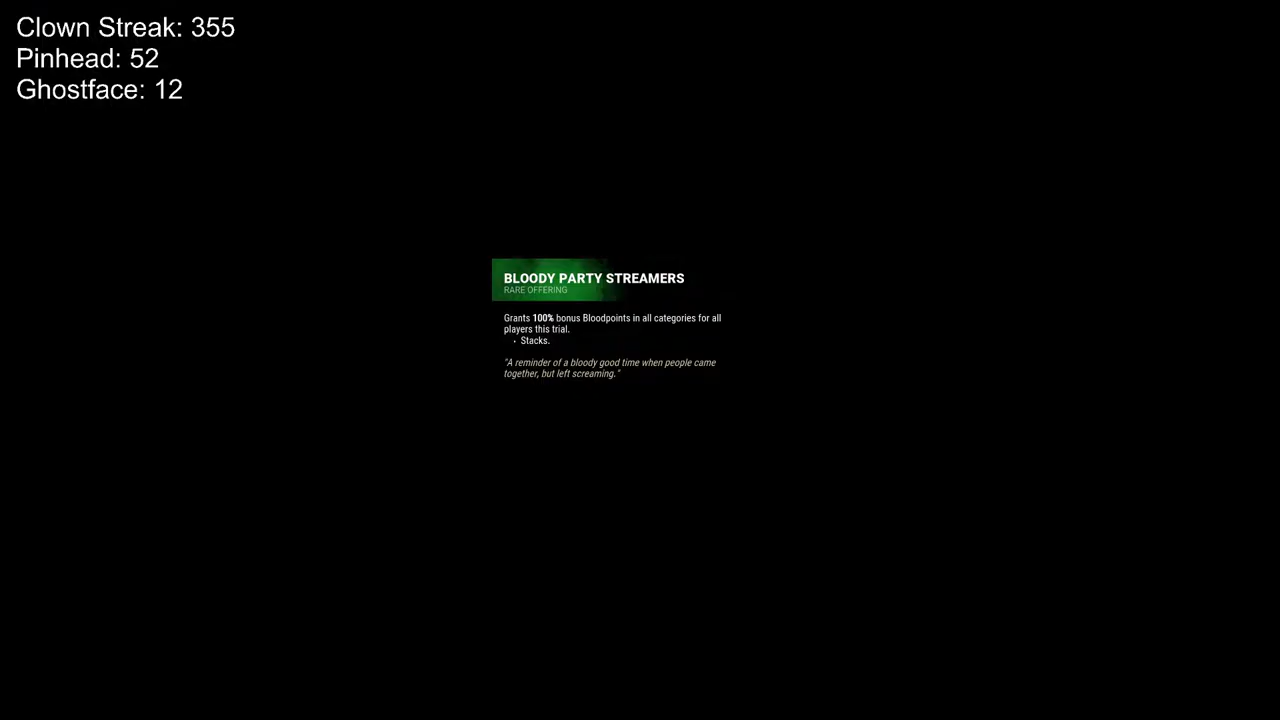 Clown Streak: 355
Pinhead: 52
Ghostface: 12
BLOODY PARTY STREAMERS
RARE OFFERING
Grants 100% bonus Bloodpoints in all categories for all
players this trial.
• Stacks.
"A reminder of a bloody good time when people came
together, but left screaming."